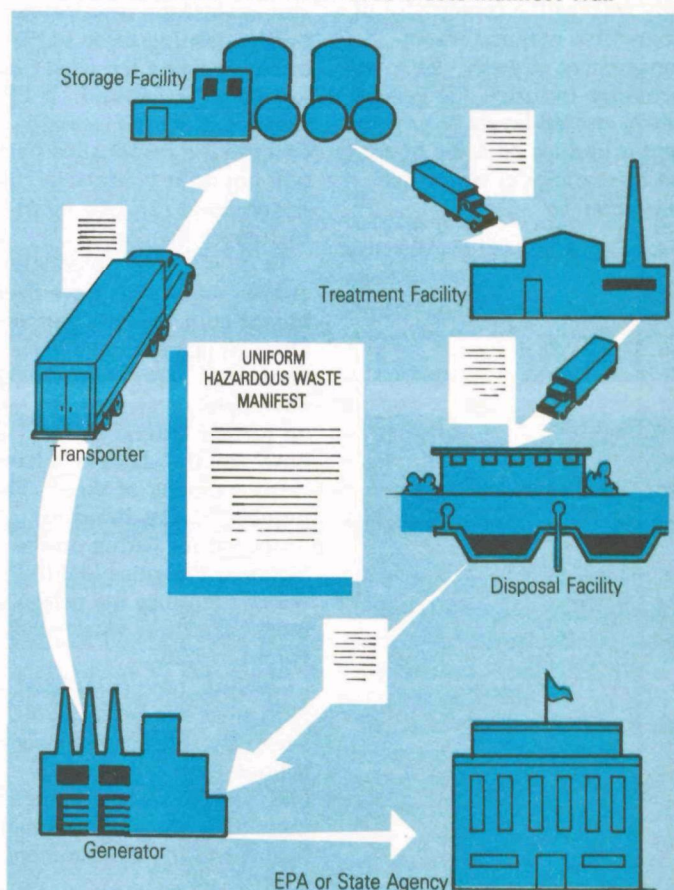 Storage Facility
Treatment Facility
UNIFORM
HAZARDOUS WASTE
MANIFEST
Transporter
Disposal Facility
Generator
EPA or State Agency